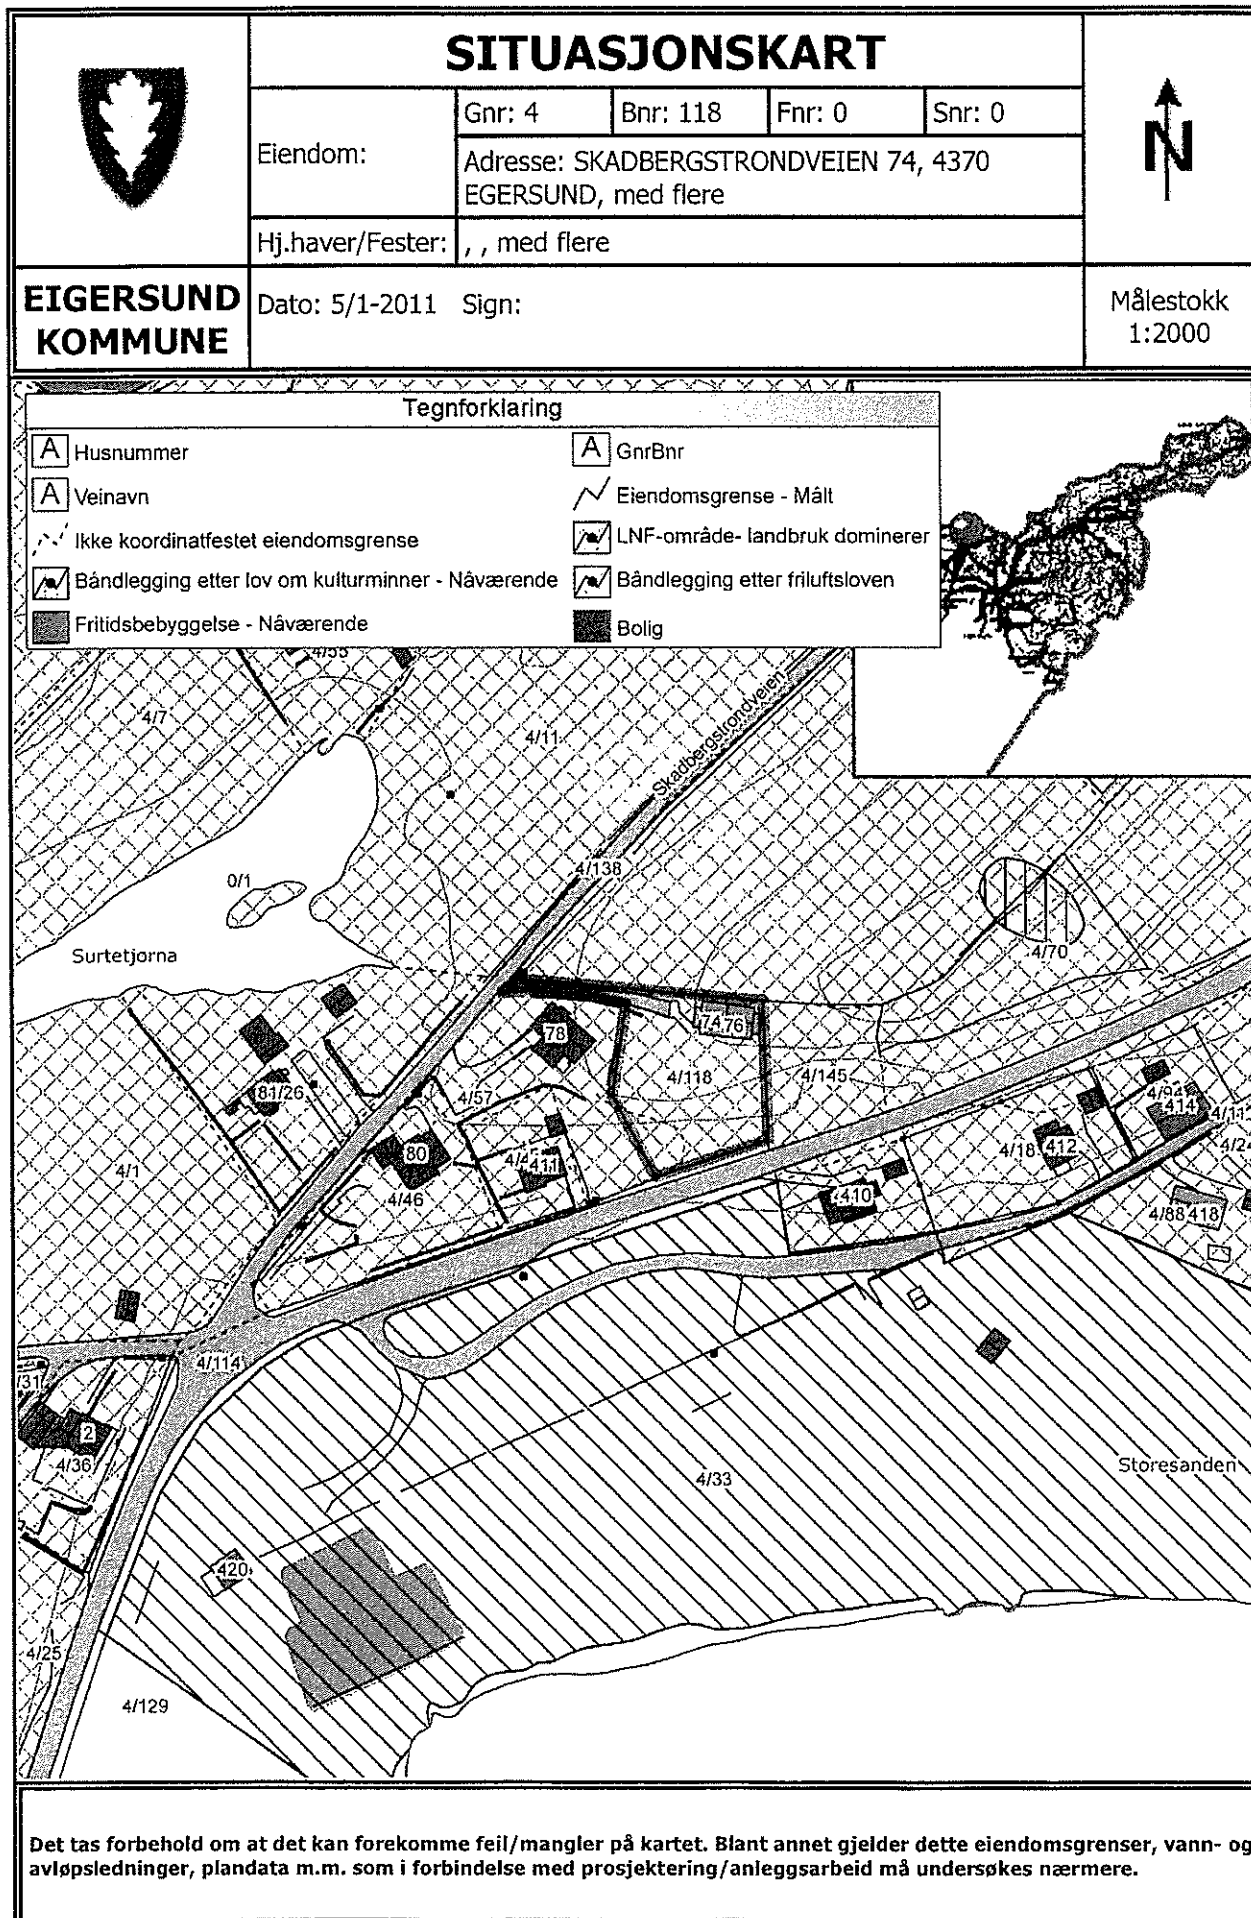 SITUASJONSKART
Eiendom:
Gnr: 4
Bnr: 118
Fnr: 0
Snr: 0
Adresse: SKADBERGSTRONDVEIEN 74, 4370
EGERSUND, med flere
N
Hj.haver/Fester:
, , med flere
EIGERSUND
KOMMUNE
Dato: 5/1-2011 Sign:
Målestokk
1:2000
Tegnforklaring
A Husnummer
A GnrBnr
A Veinavn
Eiendomsgrense - Målt
Ikke koordinatfestet eiendomsgrense
LNF-område- landbruk dominerer
Båndlegging etter lov om kulturminner - Nåværende
Båndlegging etter friluftsloven
Fritidsbebyggelse - Nåværende
Bolig
4/55
4/7
4/11
Skadbergstrondveien
4/138
0/1
Surtetjørna
4/70
78
74 76
4/118
4/145
81/26
4/57
4/1
80
4/46
411
410
4/18
412
414
4/88
418
4/114
2
4/36
4/33
Storesanden
420
4/25
4/129
Det tas forbehold om at det kan forekomme feil/mangler på kartet. Blant annet gjelder dette eiendomsgrenser, vann- og
avløpsledninger, plandata m.m. som i forbindelse med prosjektering/anleggsarbeid må undersøkes nærmere.